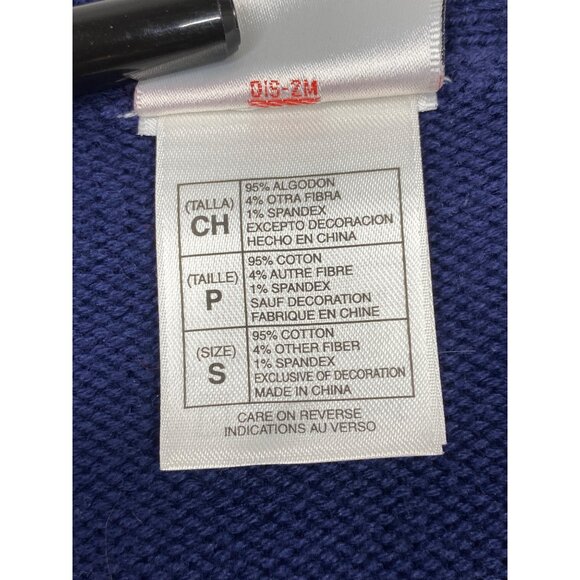 DIS-ZM
(TALLA)
CH
95% ALGODON
4% OTRA FIBRA
1% SPANDEX
EXCEPTO DECORACION
HECHO EN CHINA
(TAILLE)
P
95% COTON
4% AUTRE FIBRE
1% SPANDEX
SAUF DECORATION
FABRIQUE EN CHINE
(SIZE)
S
95% COTTON
4% OTHER FIBER
1% SPANDEX
EXCLUSIVE OF DECORATION
MADE IN CHINA
CARE ON REVERSE
INDICATIONS AU VERSO